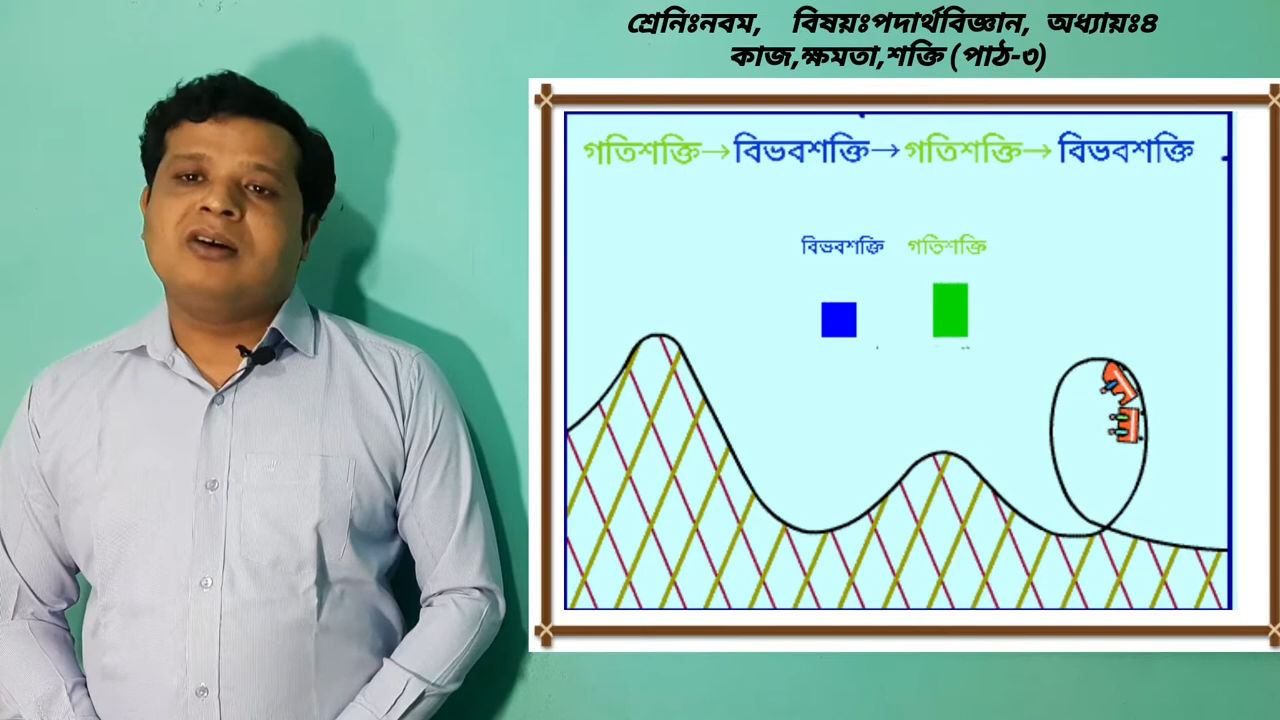 শ্রেনিঃনবম, বিষয়ঃপদার্থবিজ্ঞান, অধ্যায়ঃ৪
কাজ,ক্ষমতা,শক্তি (পাঠ-৩)
গতিশক্তি→বিভবশক্তি→গতিশক্তি→বিভবশক্তি
বিভবশক্তি গতিশক্তি